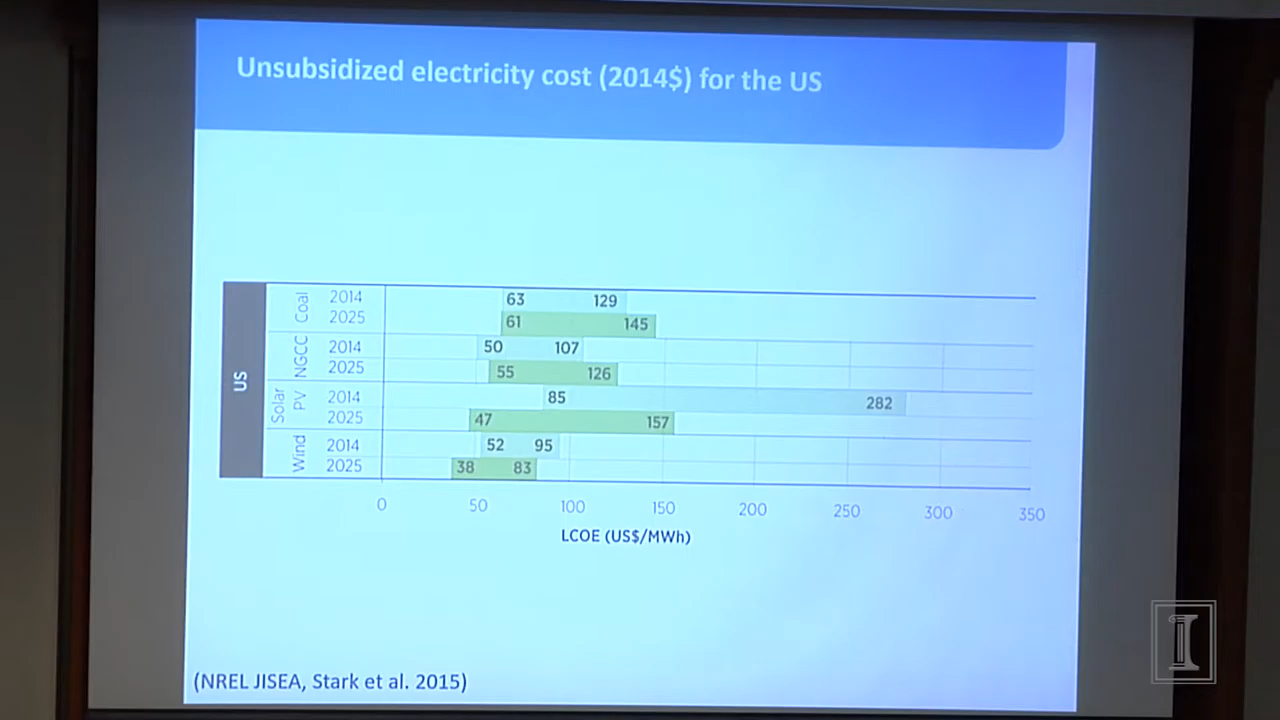 Unsubsidized electricity cost (2014$) for the US
US
Coal
2014 63 129
2025 61 145
NGCC
2014 50 107
2025 55 126
Solar
PV
2014 85 282
2025 47 157
Wind
2014 52 95
2025 38 83
0 50 100 150 200 250 300 350
LCOE (US$/MWh)
(NREL JISEA, Stark et al. 2015)
I